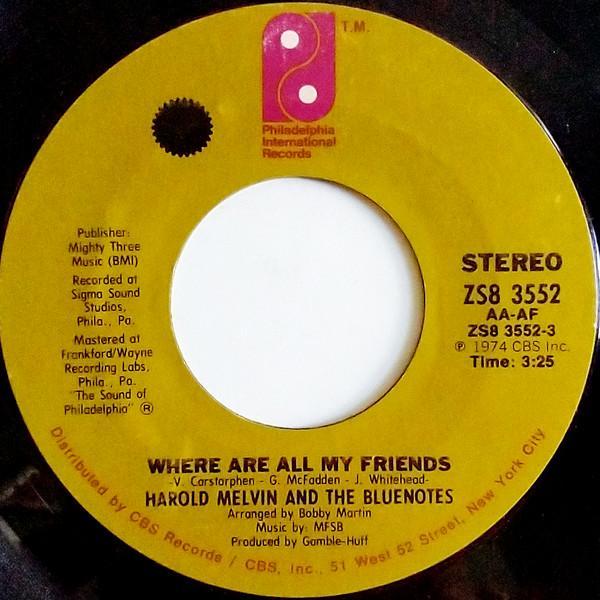 T.M.
Philadelphia
International
Records
Publisher:
Mighty Three
Music (BMI)
Recorded at
Sigma Sound
Studios,
Phila., Pa.
Mastered at
Frankford/Wayne
Recording Labs,
Phila., Pa.
"The Sound of
Philadelphia" ®
STEREO
ZS8 3552
AA-AF
ZS8 3552-3
℗ 1974 CBS Inc.
Time: 3:25
WHERE ARE ALL MY FRIENDS
-V. Carstorphen - G. McFadden - J. Whitehead-
HAROLD MELVIN AND THE BLUENOTES
Arranged by Bobby Martin
Music by: MFSB
Produced by Gamble-Huff
Distributed by CBS Records / CBS, Inc., 51 West 52 Street, New York City